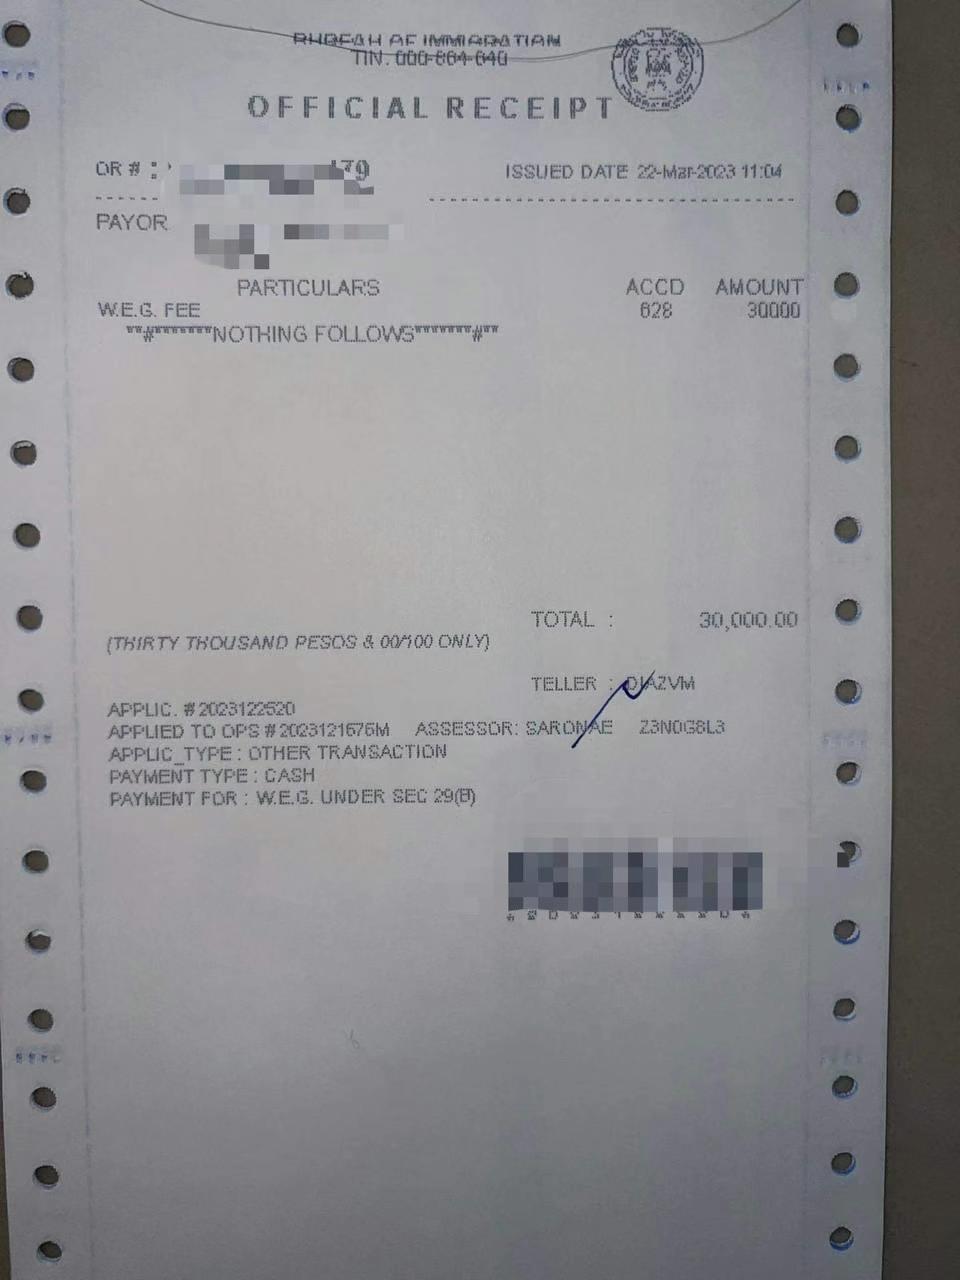 BUREAU OF IMMIGRATION
TIN. 000-864-640
OFFICIAL RECEIPT
OR # : 179
ISSUED DATE 22-Mar-2023 11:04
PAYOR
PARTICULARS ACCD AMOUNT
W.E.G. FEE 628 30000
**#*******NOTHING FOLLOWS*******#**
TOTAL : 30,000.00
(THIRTY THOUSAND PESOS & 00/100 ONLY)
TELLER : DIAZVM
APPLIC. # 2023122520
APPLIED TO OPS # 2023121675M ASSESSOR: SARONAE Z3N0G8L3
APPLIC_TYPE : OTHER TRANSACTION
PAYMENT TYPE : CASH
PAYMENT FOR : W.E.G. UNDER SEC 29(B)